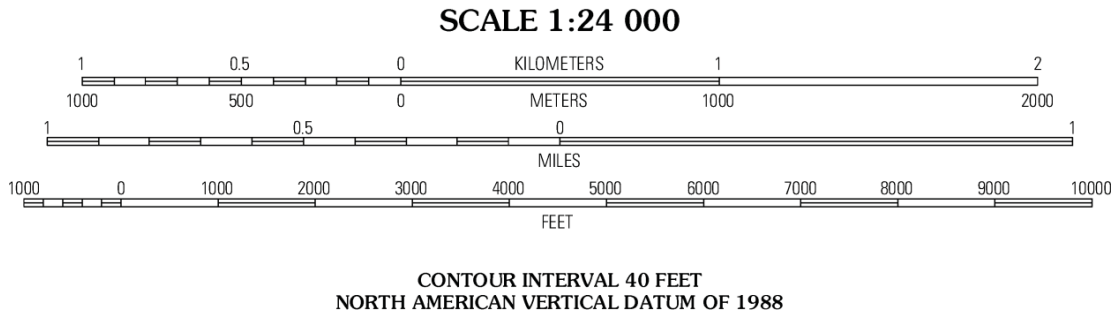 SCALE 1:24 000
1 0.5 0 KILOMETERS 1 2
1000 500 0 METERS 1000 2000
1 0.5 0 1
MILES
1000 0 1000 2000 3000 4000 5000 6000 7000 8000 9000 10000
FEET
CONTOUR INTERVAL 40 FEET
NORTH AMERICAN VERTICAL DATUM OF 1988